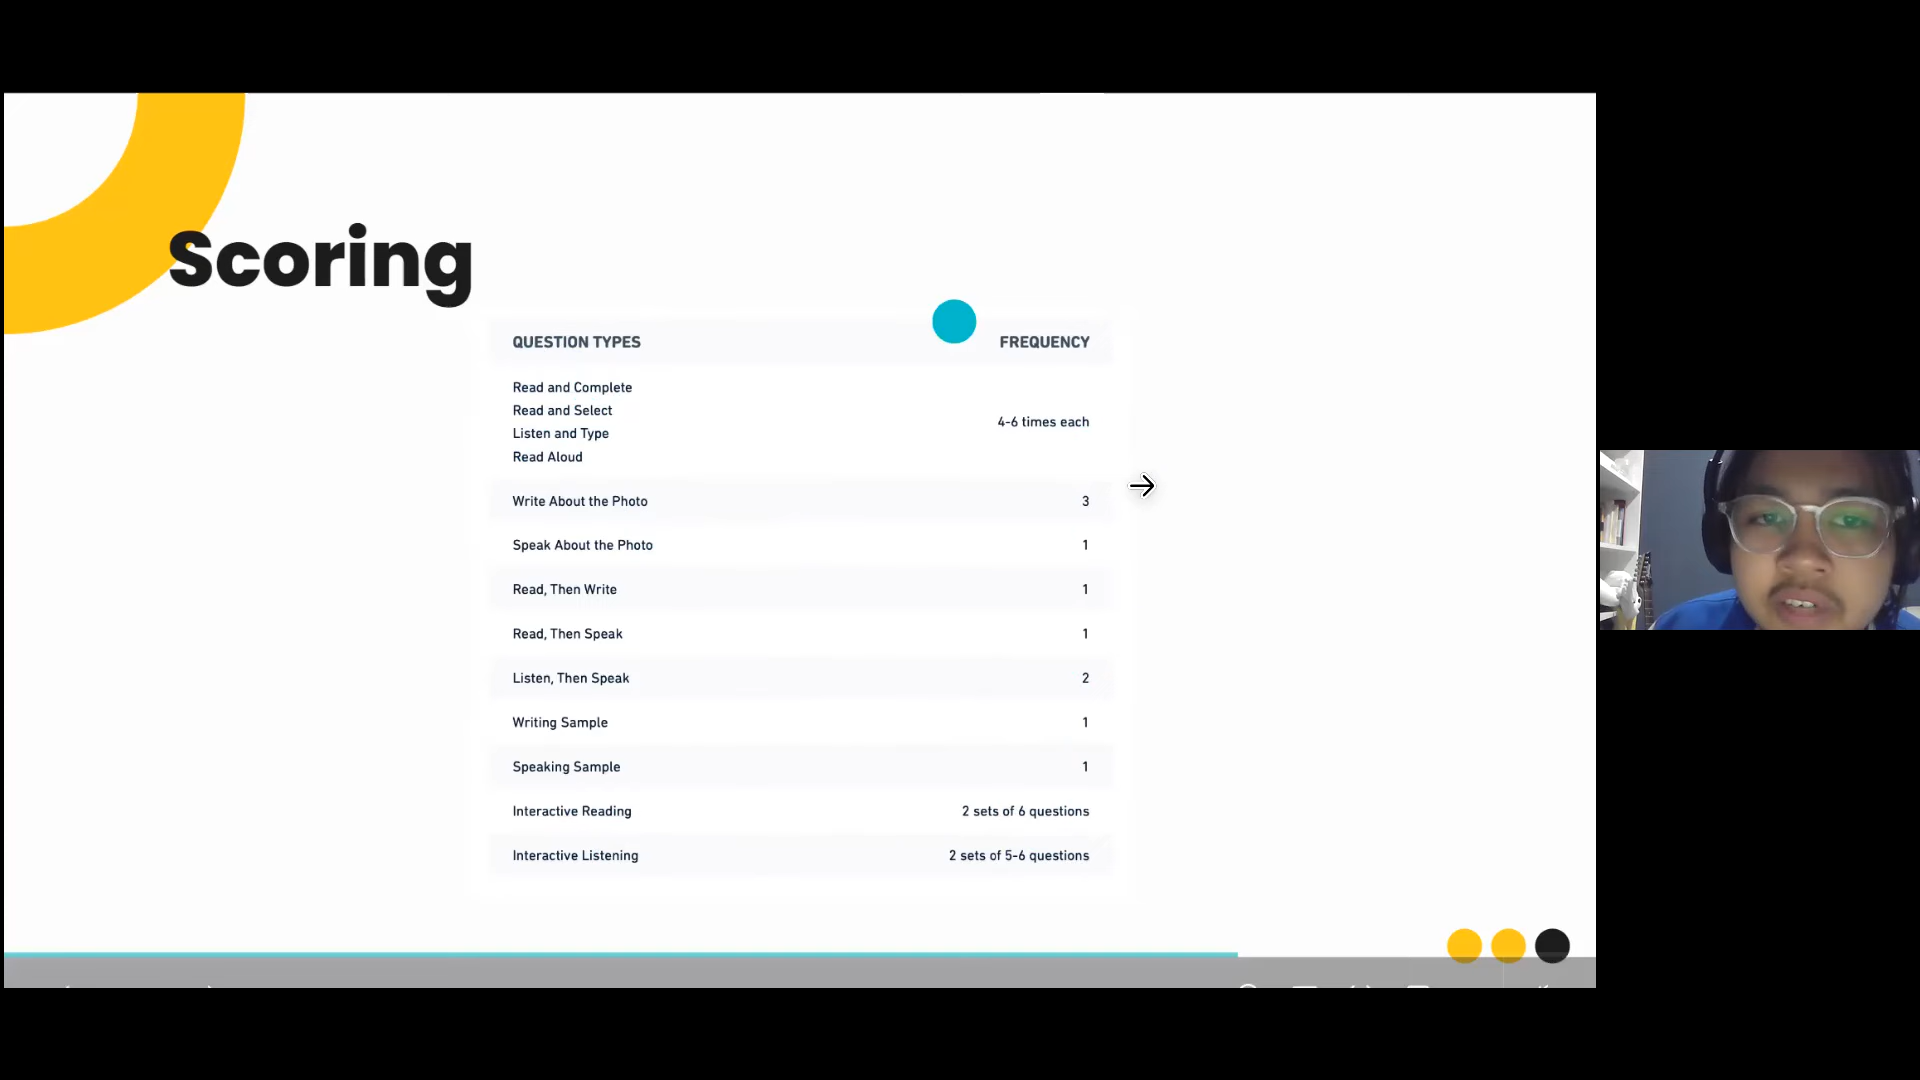 Scoring
QUESTION TYPES FREQUENCY
Read and Complete
Read and Select
4-6 times each
Listen and Type
Read Aloud
Write About the Photo 3
Speak About the Photo 1
Read, Then Write 1
Read, Then Speak 1
Listen, Then Speak 2
Writing Sample 1
Speaking Sample 1
Interactive Reading 2 sets of 6 questions
Interactive Listening 2 sets of 5-6 questions